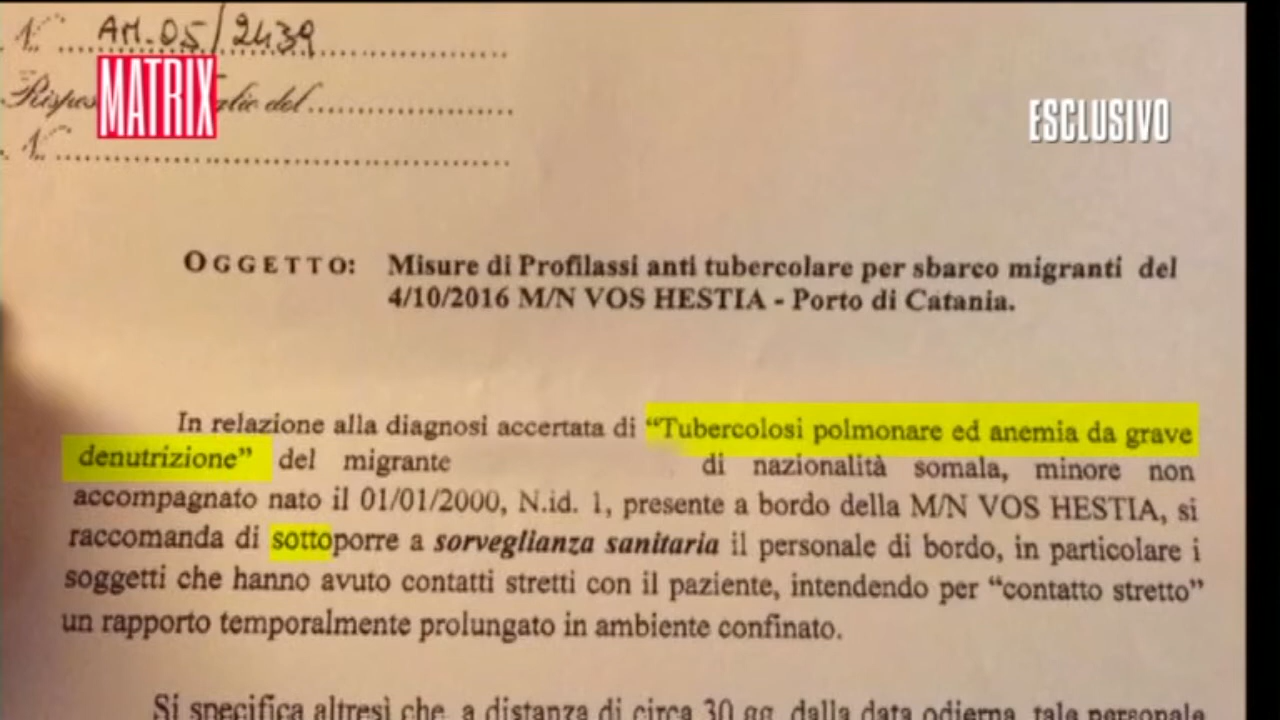 N. AM.05/2439
MATRIX
del
N.
ESCLUSIVO
OGGETTO: Misure di Profilassi anti tubercolare per sbarco migranti del
4/10/2016 M/N VOS HESTIA - Porto di Catania.
In relazione alla diagnosi accertata di “Tubercolosi polmonare ed anemia da grave
denutrizione” del migrante di nazionalità somala, minore non
accompagnato nato il 01/01/2000, N.id. 1, presente a bordo della M/N VOS HESTIA, si
raccomanda di sottoporre a sorveglianza sanitaria il personale di bordo, in particolare i
soggetti che hanno avuto contatti stretti con il paziente, intendendo per “contatto stretto”
un rapporto temporalmente prolungato in ambiente confinato.
Si specifica altresì che, a distanza di circa 30 gg. dalla data odierna, tale personale